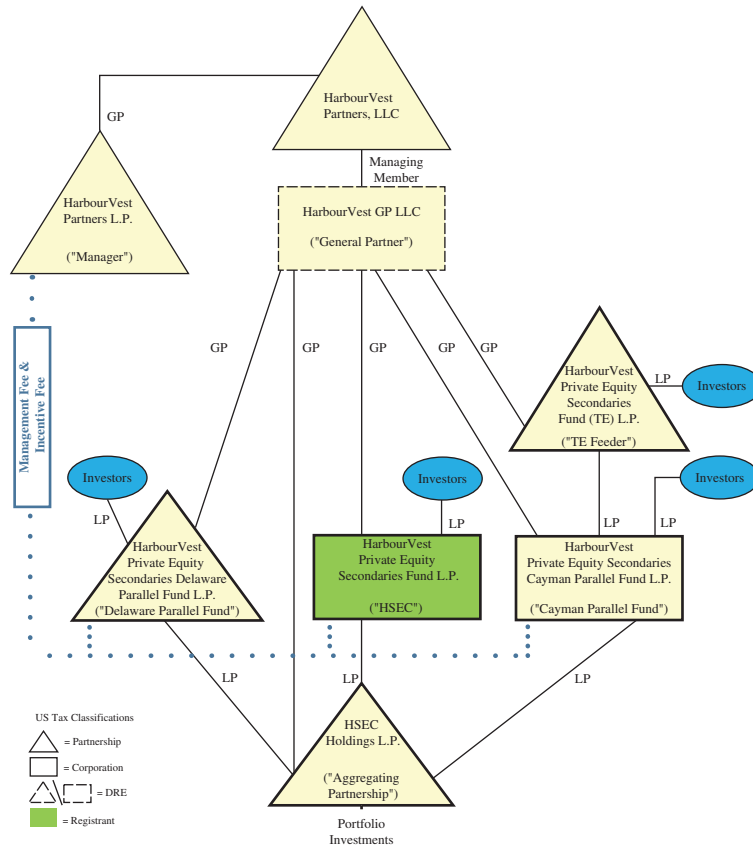 HarbourVest
Partners, LLC
GP
Managing
Member
HarbourVest
Partners L.P.
("Manager")
HarbourVest GP LLC
("General Partner")
Management Fee &
Incentive Fee
GP
GP
GP
GP
GP
HarbourVest
Private Equity
Secondaries
Fund (TE) L.P.
("TE Feeder")
LP
Investors
Investors
LP
Investors
LP
Investors
LP
LP
HarbourVest
Private Equity
Secondaries Delaware
Parallel Fund L.P.
("Delaware Parallel Fund")
HarbourVest
Private Equity
Secondaries Fund L.P.
("HSEC")
HarbourVest
Private Equity Secondaries
Cayman Parallel Fund L.P.
("Cayman Parallel Fund")
LP
LP
LP
HSEC
Holdings L.P.
("Aggregating
Partnership")
Portfolio
Investments
US Tax Classifications
= Partnership
= Corporation
= DRE
= Registrant